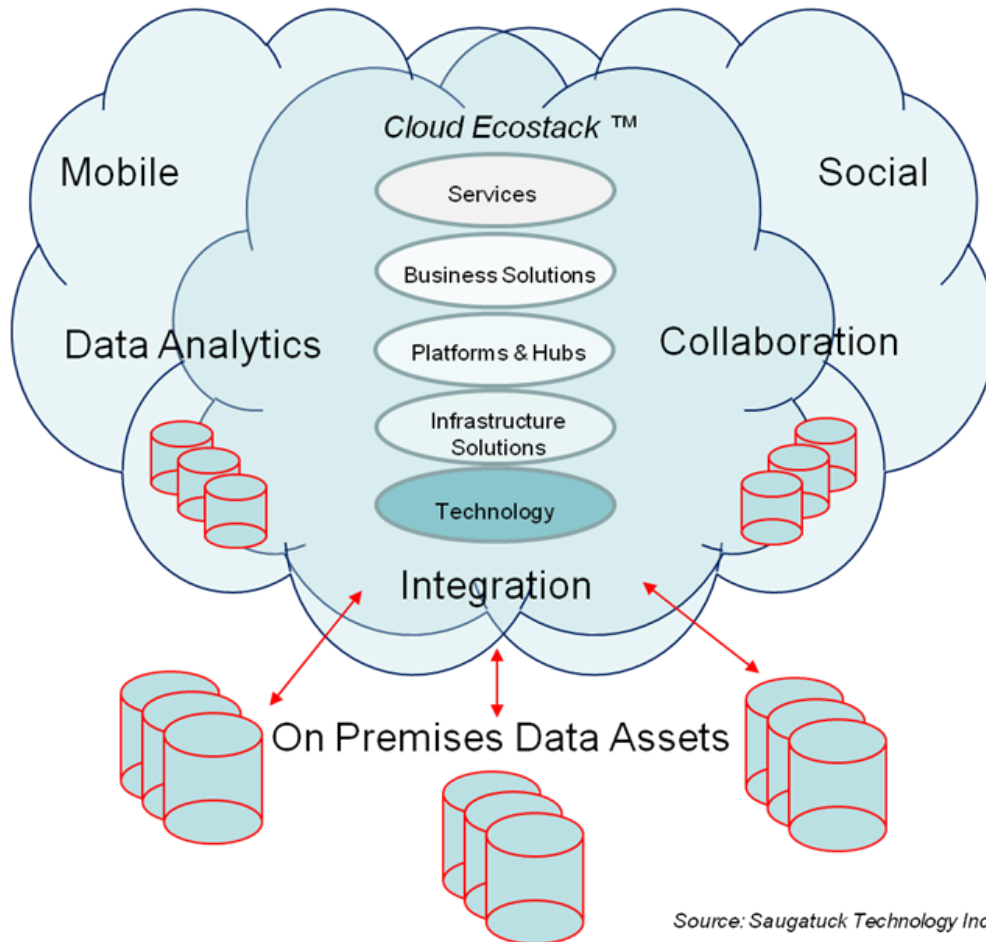 Cloud Ecostack ™
Mobile
Social
Services
Business Solutions
Data Analytics
Platforms & Hubs
Collaboration
Infrastructure
Solutions
Technology
Integration
On Premises Data Assets
Source: Saugatuck Technology Inc